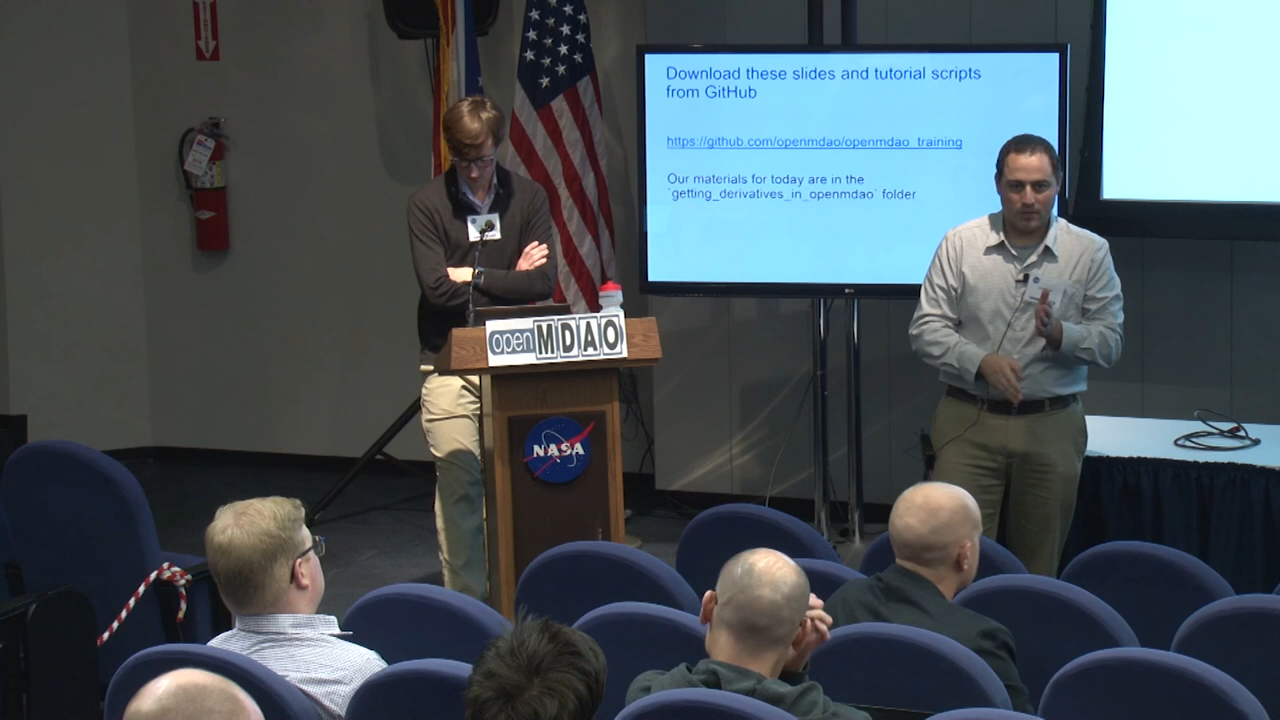 Download these slides and tutorial scripts
from GitHub
https://github.com/openmdao/openmdao_training
Our materials for today are in the
`getting_derivatives_in_openmdao` folder
openMDAO
NASA